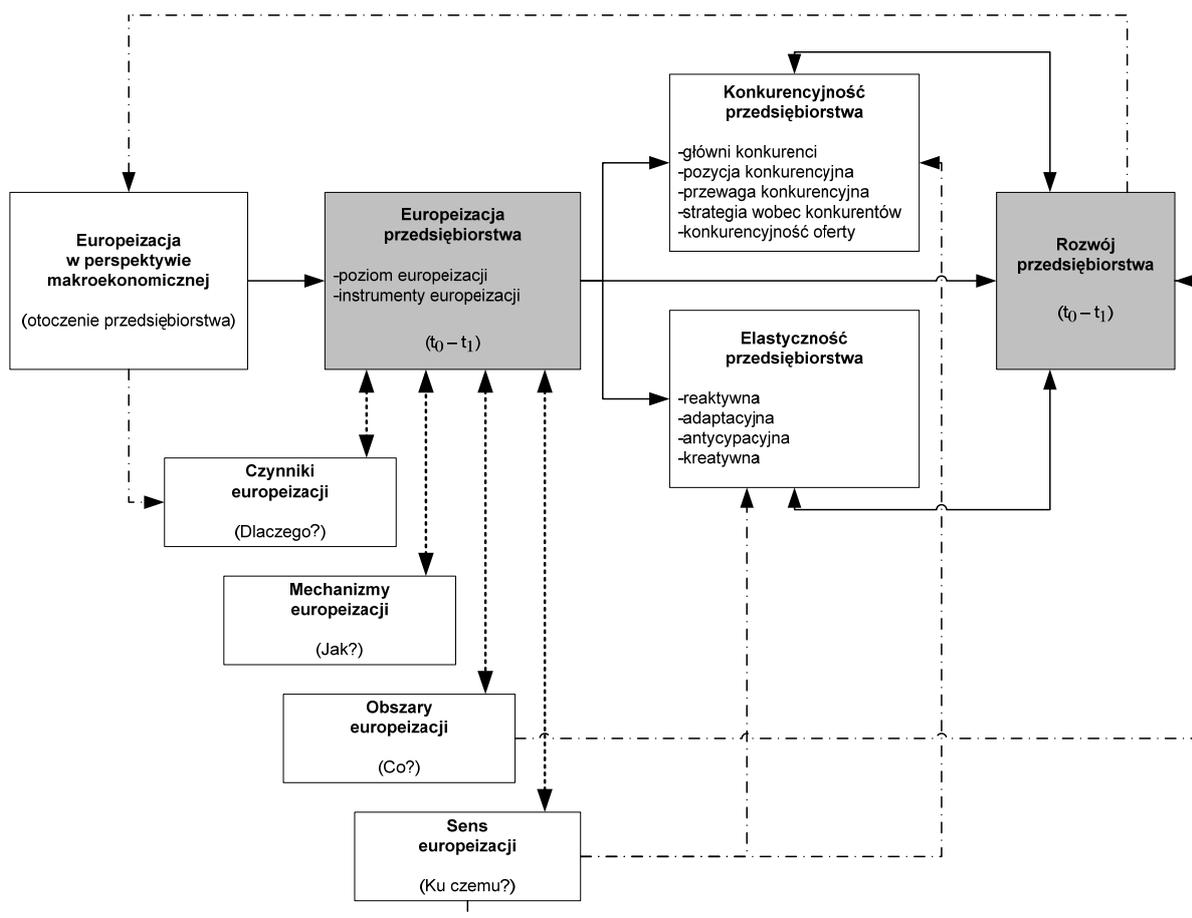 Konkurencyjność
przedsiębiorstwa
-główni konkurenci
-pozycja konkurencyjna
-przewaga konkurencyjna
-strategia wobec konkurentów
-konkurencyjność oferty
Europeizacja
w perspektywie
makroekonomicznej
(otoczenie przedsiębiorstwa)
Europeizacja
przedsiębiorstwa
-poziom europeizacji
-instrumenty europeizacji
(t0 – t1)
Rozwój
przedsiębiorstwa
(t0 – t1)
Elastyczność
przedsiębiorstwa
-reaktywna
-adaptacyjna
-antycypacyjna
-kreatywna
Czynniki
europeizacji
(Dlaczego?)
Mechanizmy
europeizacji
(Jak?)
Obszary
europeizacji
(Co?)
Sens
europeizacji
(Ku czemu?)